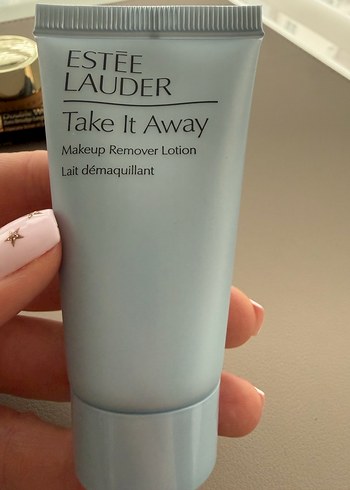 ESTĒE
LAUDER
Take It Away
Makeup Remover Lotion
Lait démaquillant